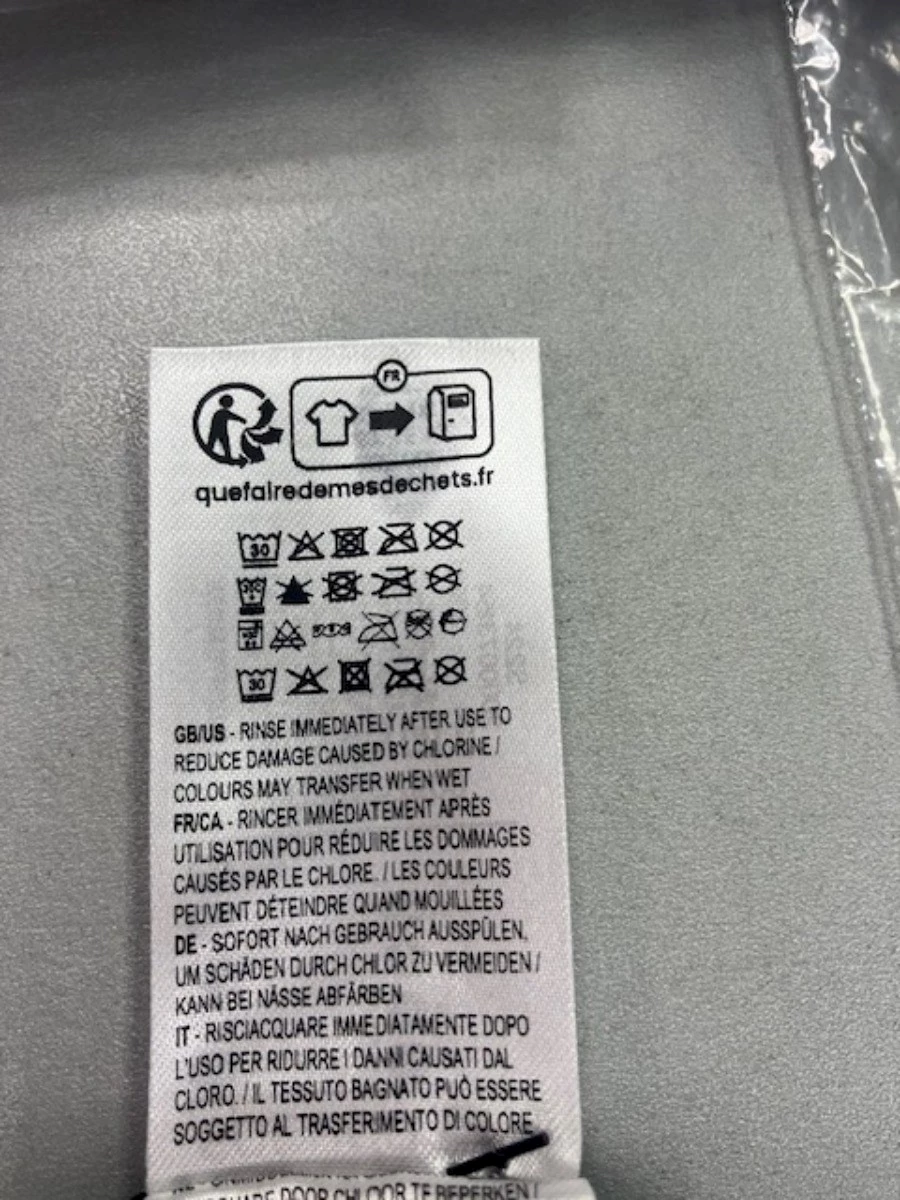 FR
quefairedemesdechets.fr
30
30
GB/US - RINSE IMMEDIATELY AFTER USE TO
REDUCE DAMAGE CAUSED BY CHLORINE /
COLOURS MAY TRANSFER WHEN WET
FR/CA - RINCER IMMÉDIATEMENT APRÈS
UTILISATION POUR RÉDUIRE LES DOMMAGES
CAUSÉS PAR LE CHLORE. / LES COULEURS
PEUVENT DÉTEINDRE QUAND MOUILLÉES
DE - SOFORT NACH GEBRAUCH AUSSPÜLEN,
UM SCHÄDEN DURCH CHLOR ZU VERMEIDEN /
KANN BEI NÄSSE ABFÄRBEN
IT - RISCIACQUARE IMMEDIATAMENTE DOPO
L'USO PER RIDURRE I DANNI CAUSATI DAL
CLORO. / IL TESSUTO BAGNATO PUÒ ESSERE
SOGGETTO AL TRASFERIMENTO DI COLORE
DOOR CHLOOR TE BEPERKEN /